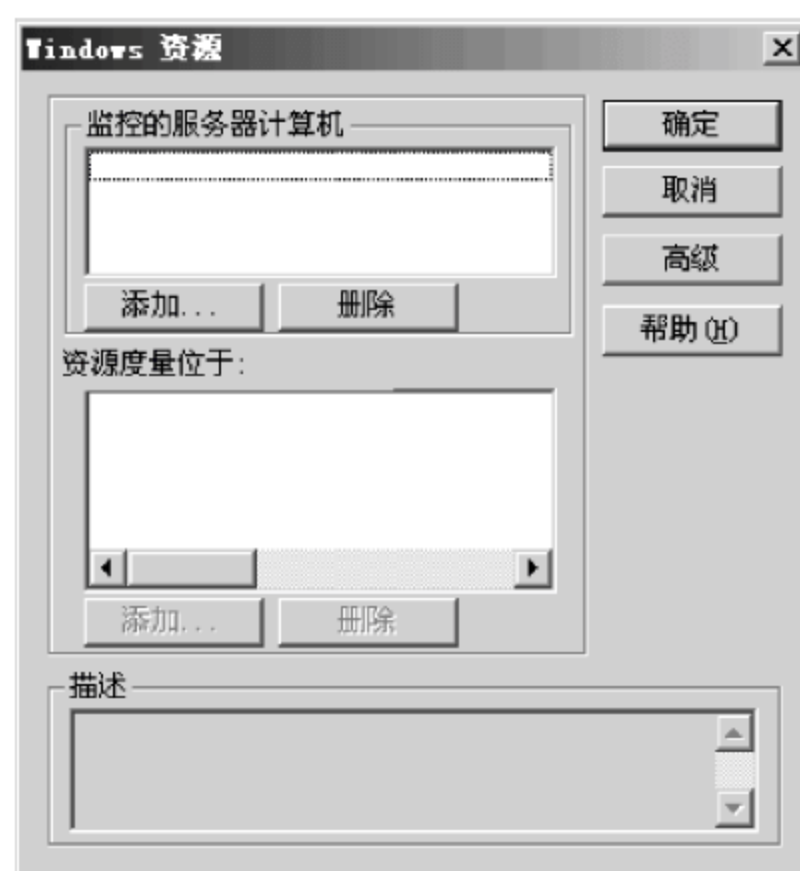 Windows 资源
监控的服务器计算机
确定
取消
添加...
删除
高级
帮助(H)
资源度量位于:
添加...
删除
描述